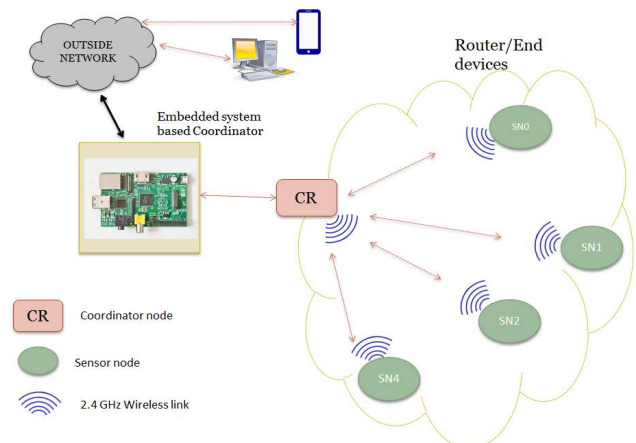 OUTSIDE
NETWORK
Router/End
devices
Embedded system
based Coordinator
SN0
CR
SN1
SN2
SN4
CR
Coordinator node
Sensor node
2.4 GHz Wireless link